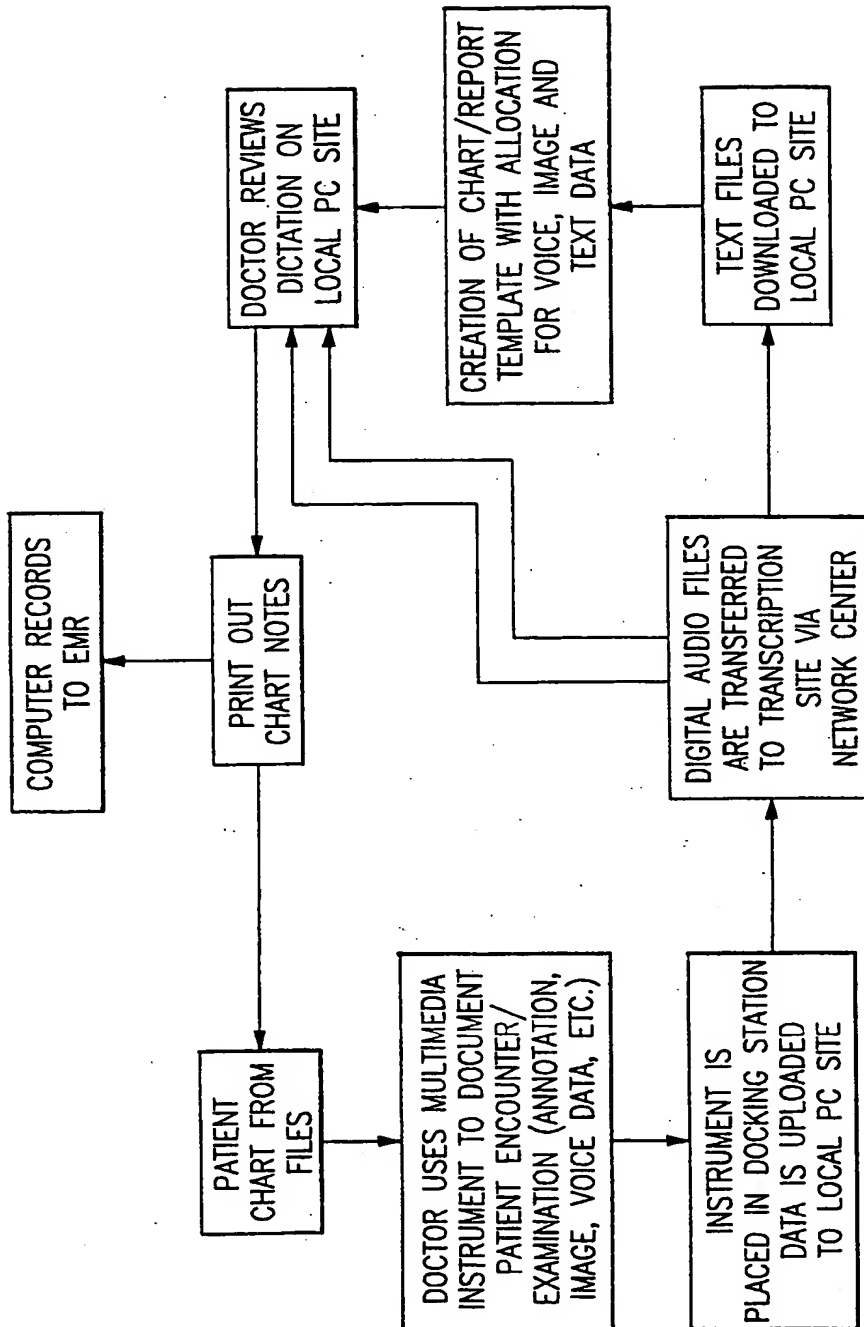 COMPUTER RECORDS
TO EMR
PRINT OUT
CHART NOTES
DOCTOR REVIEWS
DICTATION ON
LOCAL PC SITE
PATIENT
CHART FROM
FILES
DOCTOR USES MULTIMEDIA
INSTRUMENT TO DOCUMENT
PATIENT ENCOUNTER/
EXAMINATION (ANNOTATION,
IMAGE, VOICE DATA, ETC.)
INSTRUMENT IS
PLACED IN DOCKING STATION
DATA IS UPLOADED
TO LOCAL PC SITE
DIGITAL AUDIO FILES
ARE TRANSFERRED
TO TRANSCRIPTION
SITE VIA
NETWORK CENTER
TEXT FILES
DOWNLOADED TO
LOCAL PC SITE
CREATION OF CHART/REPORT
TEMPLATE WITH ALLOCATION
FOR VOICE, IMAGE AND
TEXT DATA